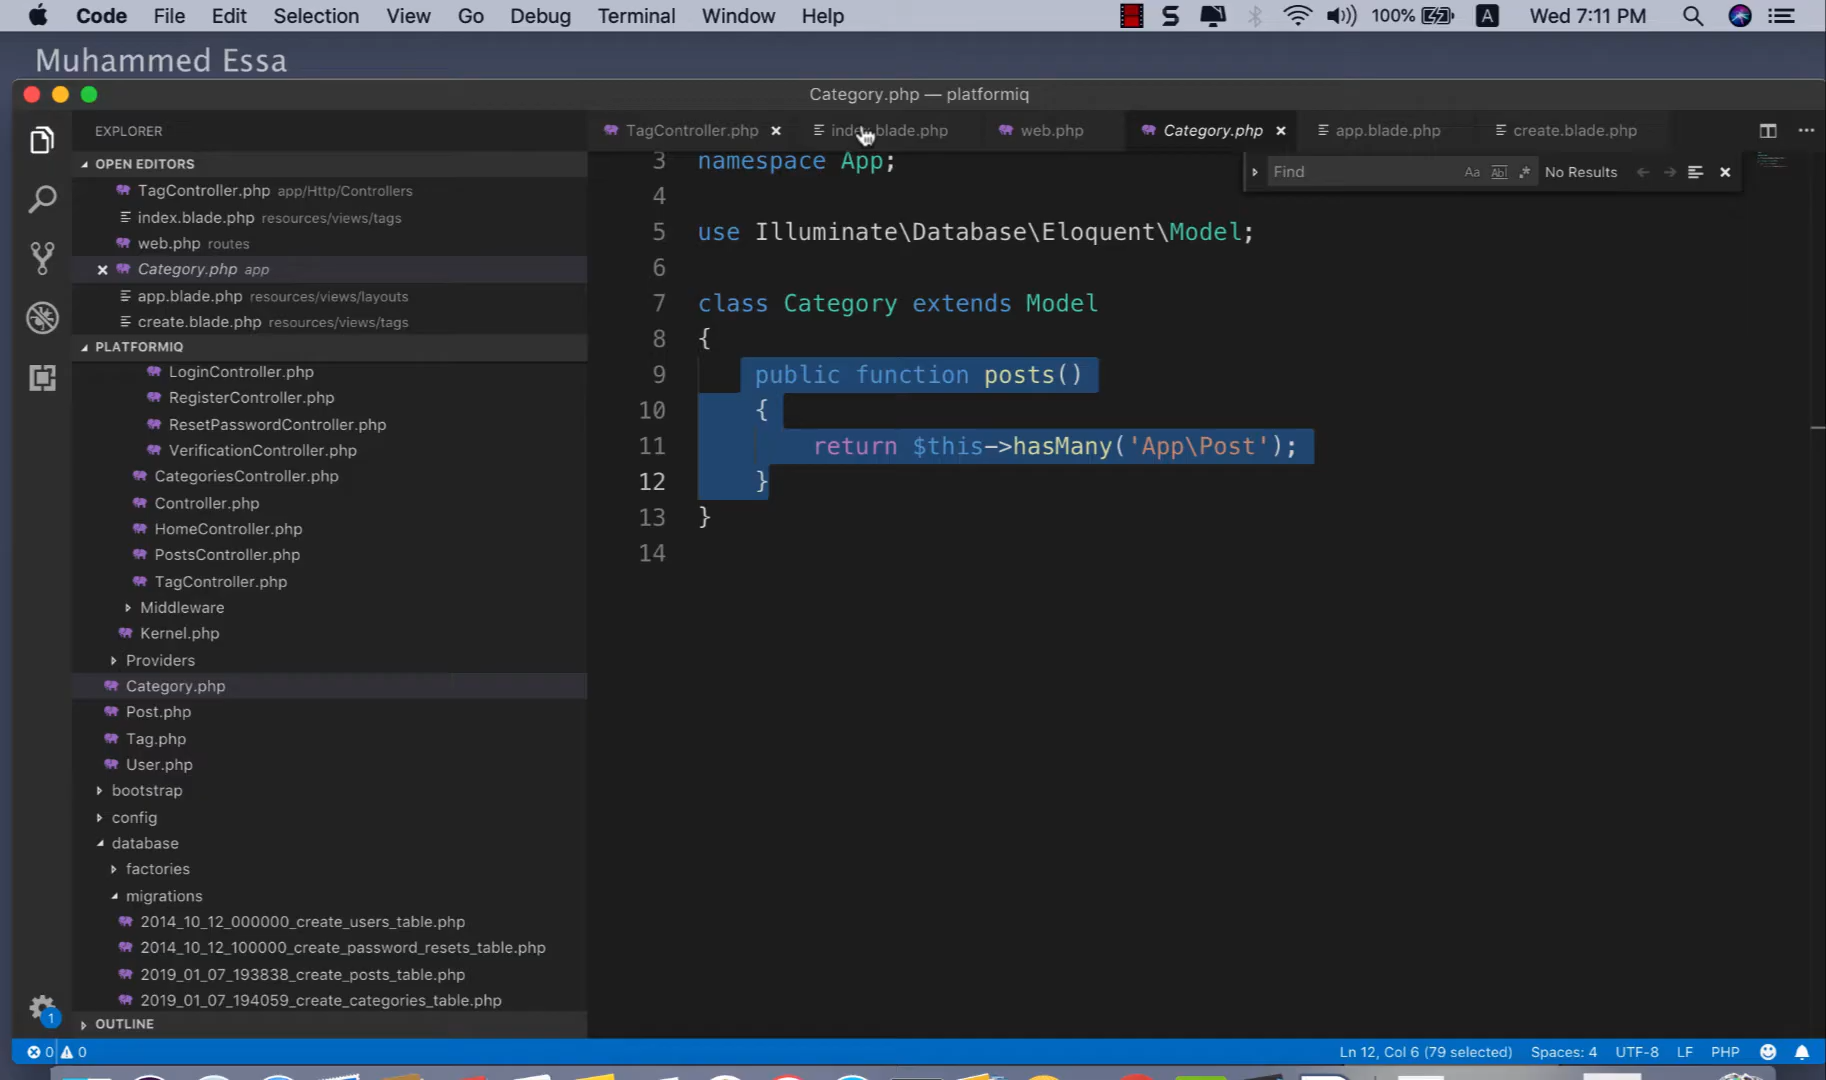 Code File Edit Selection View Go Debug Terminal Window Help 100% A Wed 7:11 PM
Muhammed Essa
Category.php — platformiq
EXPLORER
TagController.php index.blade.php web.php Category.php app.blade.php create.blade.php
OPEN EDITORS
TagController.php app/Http/Controllers
index.blade.php resources/views/tags
web.php routes
Category.php app
app.blade.php resources/views/layouts
create.blade.php resources/views/tags
PLATFORMIQ
LoginController.php
RegisterController.php
ResetPasswordController.php
VerificationController.php
CategoriesController.php
Controller.php
HomeController.php
PostsController.php
TagController.php
Middleware
Kernel.php
Providers
Category.php
Post.php
Tag.php
User.php
bootstrap
config
database
factories
migrations
2014_10_12_000000_create_users_table.php
2014_10_12_100000_create_password_resets_table.php
2019_01_07_193838_create_posts_table.php
2019_01_07_194059_create_categories_table.php
OUTLINE
Find Aa Abl .* No Results
3 namespace App;
4
5 use Illuminate\Database\Eloquent\Model;
6
7 class Category extends Model
8 {
9 public function posts()
10 {
11 return $this->hasMany('App\Post');
12 }
13 }
14
1
0 0 Ln 12, Col 6 (79 selected) Spaces: 4 UTF-8 LF PHP